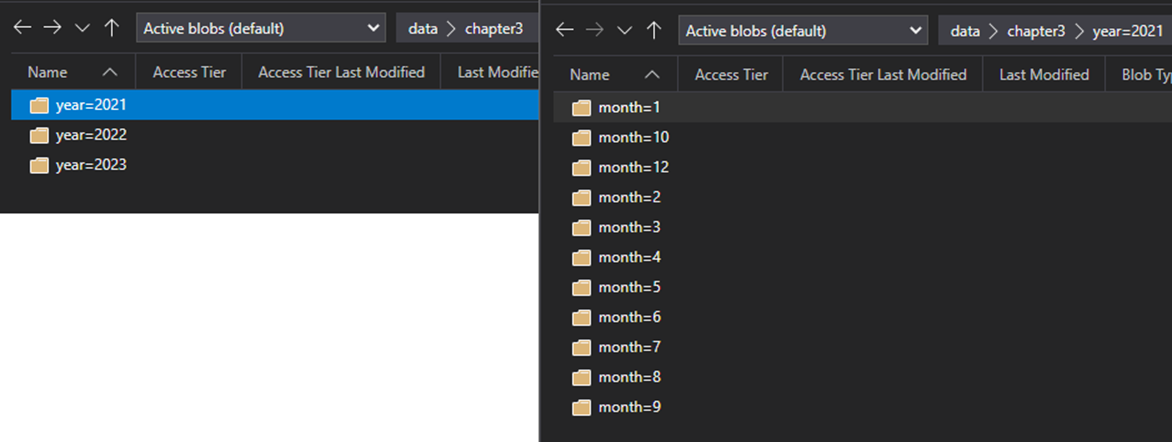 Active blobs (default) data chapter3
Name Access Tier Access Tier Last Modified Last Modifie
year=2021
year=2022
year=2023
Active blobs (default) data chapter3 year=2021
Name Access Tier Access Tier Last Modified Last Modified Blob Ty
month=1
month=10
month=12
month=2
month=3
month=4
month=5
month=6
month=7
month=8
month=9